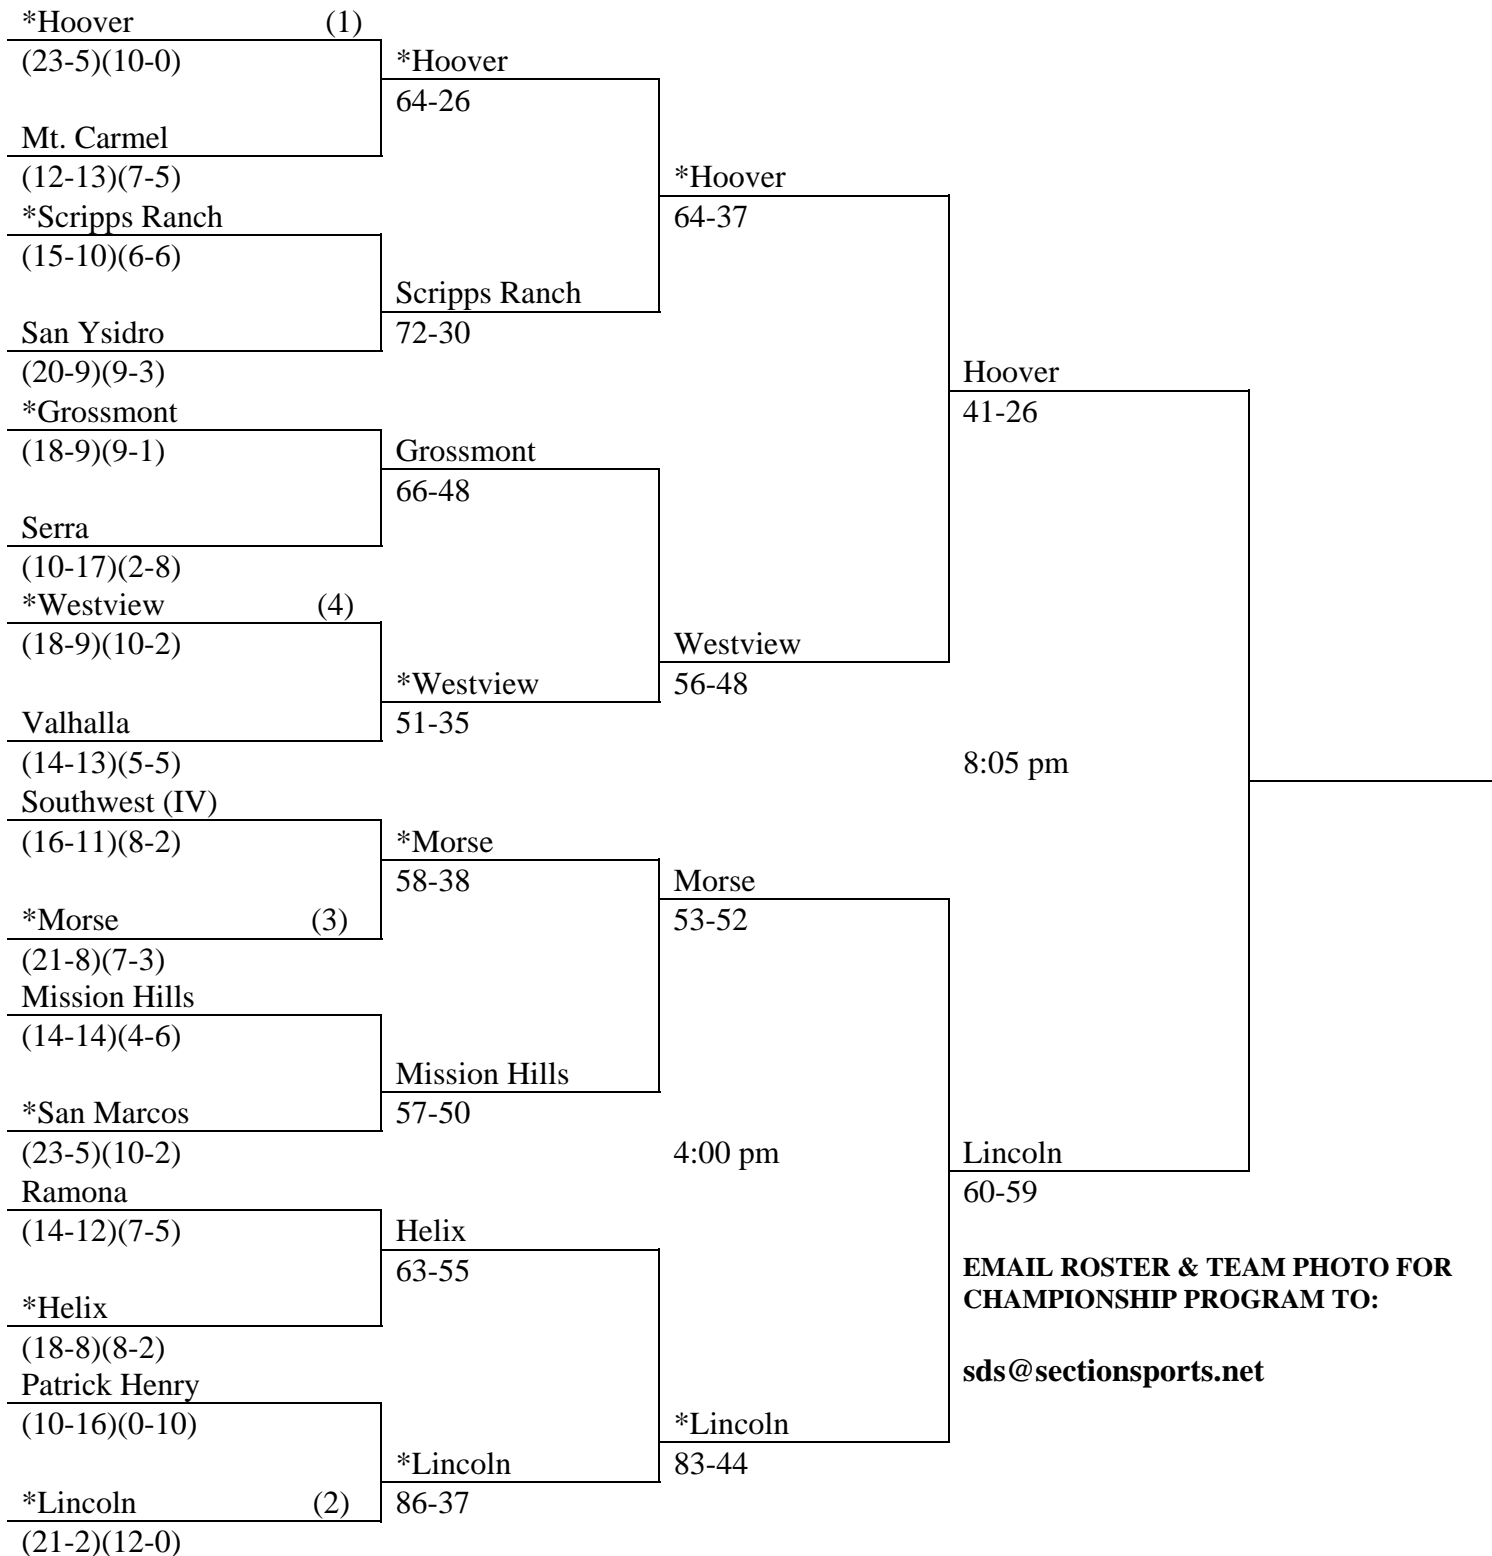 *Hoover (1)
(23-5)(10-0)
*Hoover
64-26
Mt. Carmel
(12-13)(7-5)
*Hoover
*Scripps Ranch
64-37
(15-10)(6-6)
Scripps Ranch
San Ysidro
72-30
(20-9)(9-3)
Hoover
*Grossmont
41-26
(18-9)(9-1)
Grossmont
66-48
Serra
(10-17)(2-8)
*Westview (4)
(18-9)(10-2)
Westview
*Westview
56-48
Valhalla
51-35
(14-13)(5-5)
8:05 pm
Southwest (IV)
(16-11)(8-2)
*Morse
58-38
Morse
*Morse (3)
53-52
(21-8)(7-3)
Mission Hills
(14-14)(4-6)
Mission Hills
*San Marcos
57-50
(23-5)(10-2)
4:00 pm
Lincoln
Ramona
60-59
(14-12)(7-5)
Helix
63-55
EMAIL ROSTER & TEAM PHOTO FOR
CHAMPIONSHIP PROGRAM TO:
*Helix
(18-8)(8-2)
sds@sectionsports.net
Patrick Henry
(10-16)(0-10)
*Lincoln
*Lincoln
83-44
*Lincoln (2)
86-37
(21-2)(12-0)